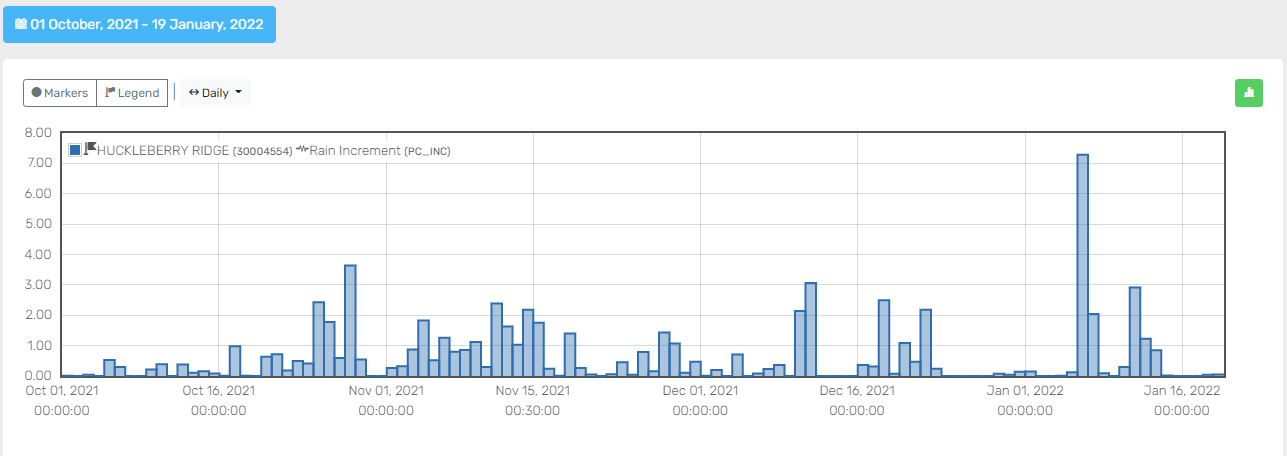 01 October, 2021 - 19 January, 2022
Markers Legend Daily
8.00
HUCKLEBERRY RIDGE (30004554) Rain Increment (PC_INC)
7.00
6.00
5.00
4.00
3.00
2.00
1.00
0.00
Oct 01, 2021 Oct 16, 2021 Nov 01, 2021 Nov 15, 2021 Dec 01, 2021 Dec 16, 2021 Jan 01, 2022 Jan 16, 2022
00:00:00 00:00:00 00:00:00 00:30:00 00:00:00 00:00:00 00:00:00 00:00:00